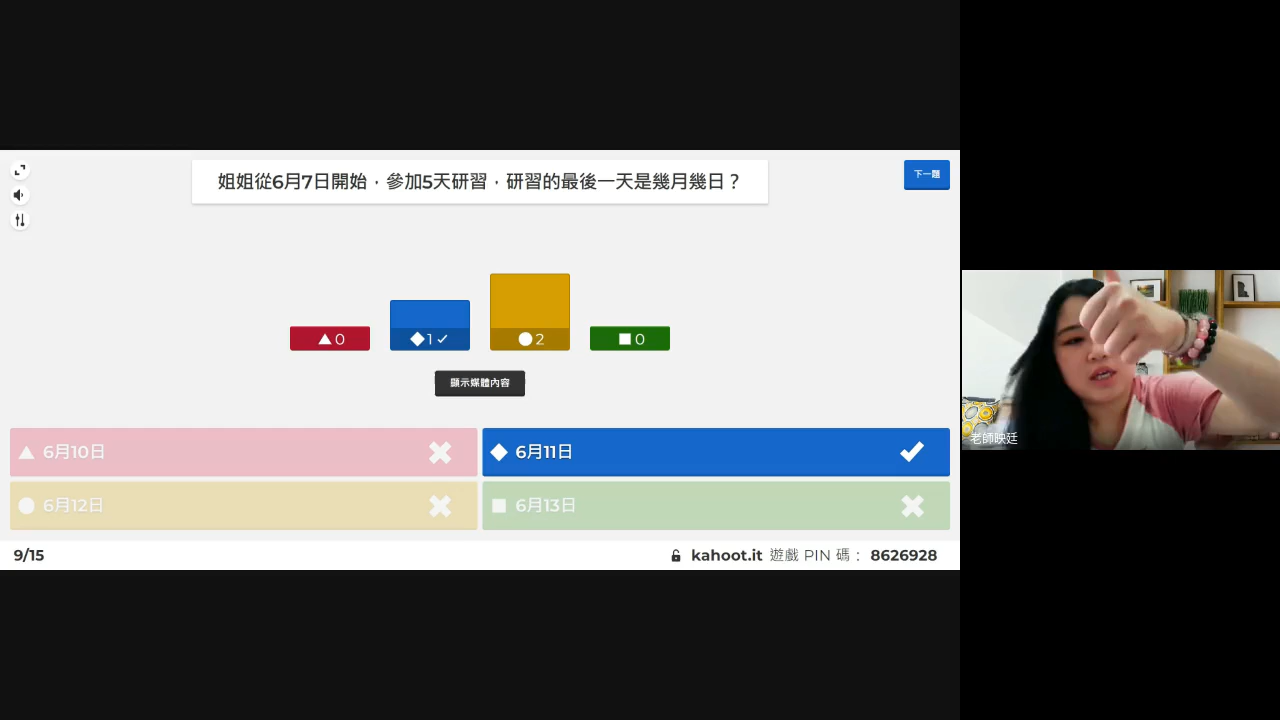 姐姐從6月7日開始，參加5天研習，研習的最後一天是幾月幾日？
下一題
0
1
2
0
顯示媒體內容
6月10日
6月11日
6月12日
6月13日
9/15
kahoot.it 遊戲 PIN 碼： 8626928
老師映廷